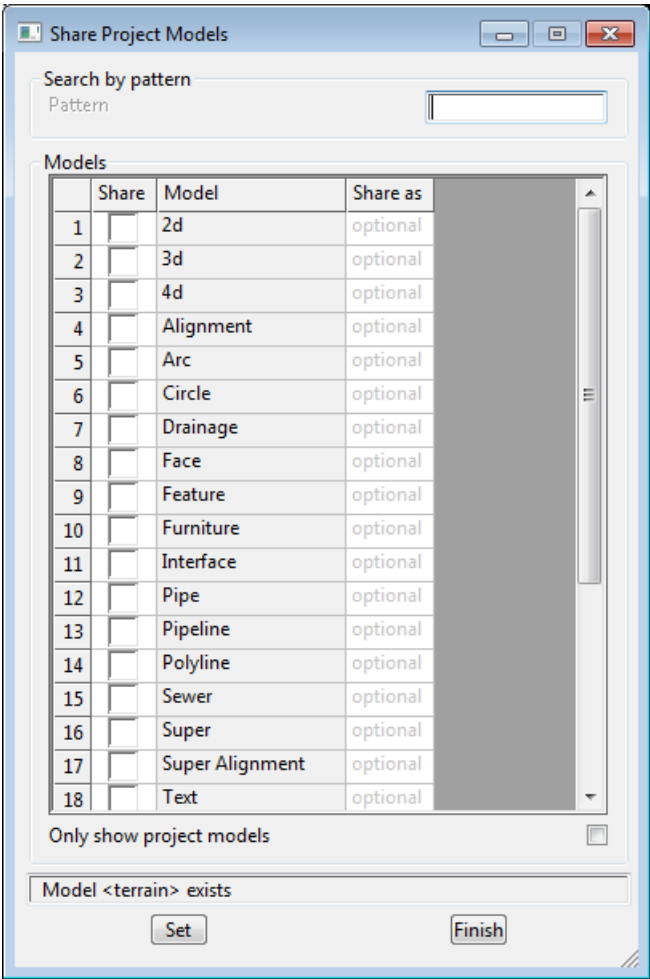 Share Project Models
Search by pattern
Pattern
Models
Share Model Share as
1 2d optional
2 3d optional
3 4d optional
4 Alignment optional
5 Arc optional
6 Circle optional
7 Drainage optional
8 Face optional
9 Feature optional
10 Furniture optional
11 Interface optional
12 Pipe optional
13 Pipeline optional
14 Polyline optional
15 Sewer optional
16 Super optional
17 Super Alignment optional
18 Text optional
Only show project models
Model <terrain> exists
Set Finish